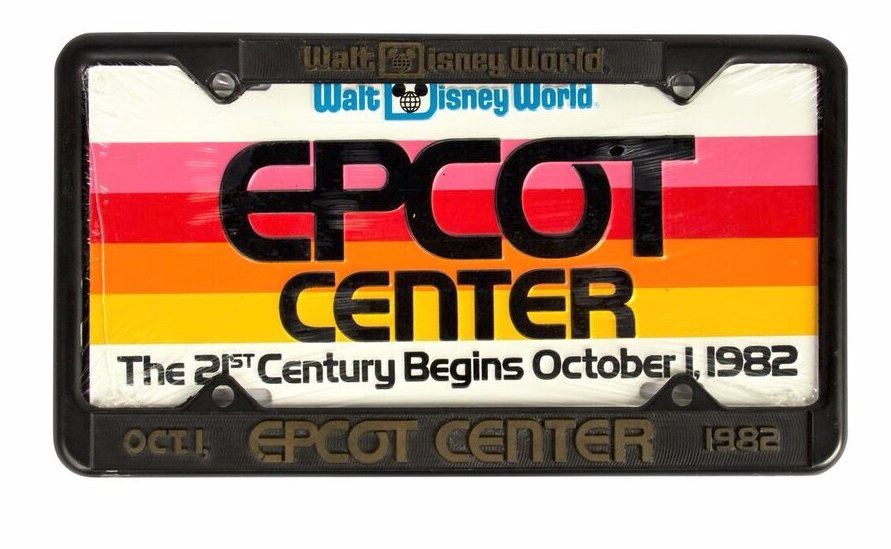 Walt Disney World
Walt Disney World
EPCOT
CENTER
The 21ST Century Begins October 1, 1982
OCT. 1, EPCOT CENTER 1982